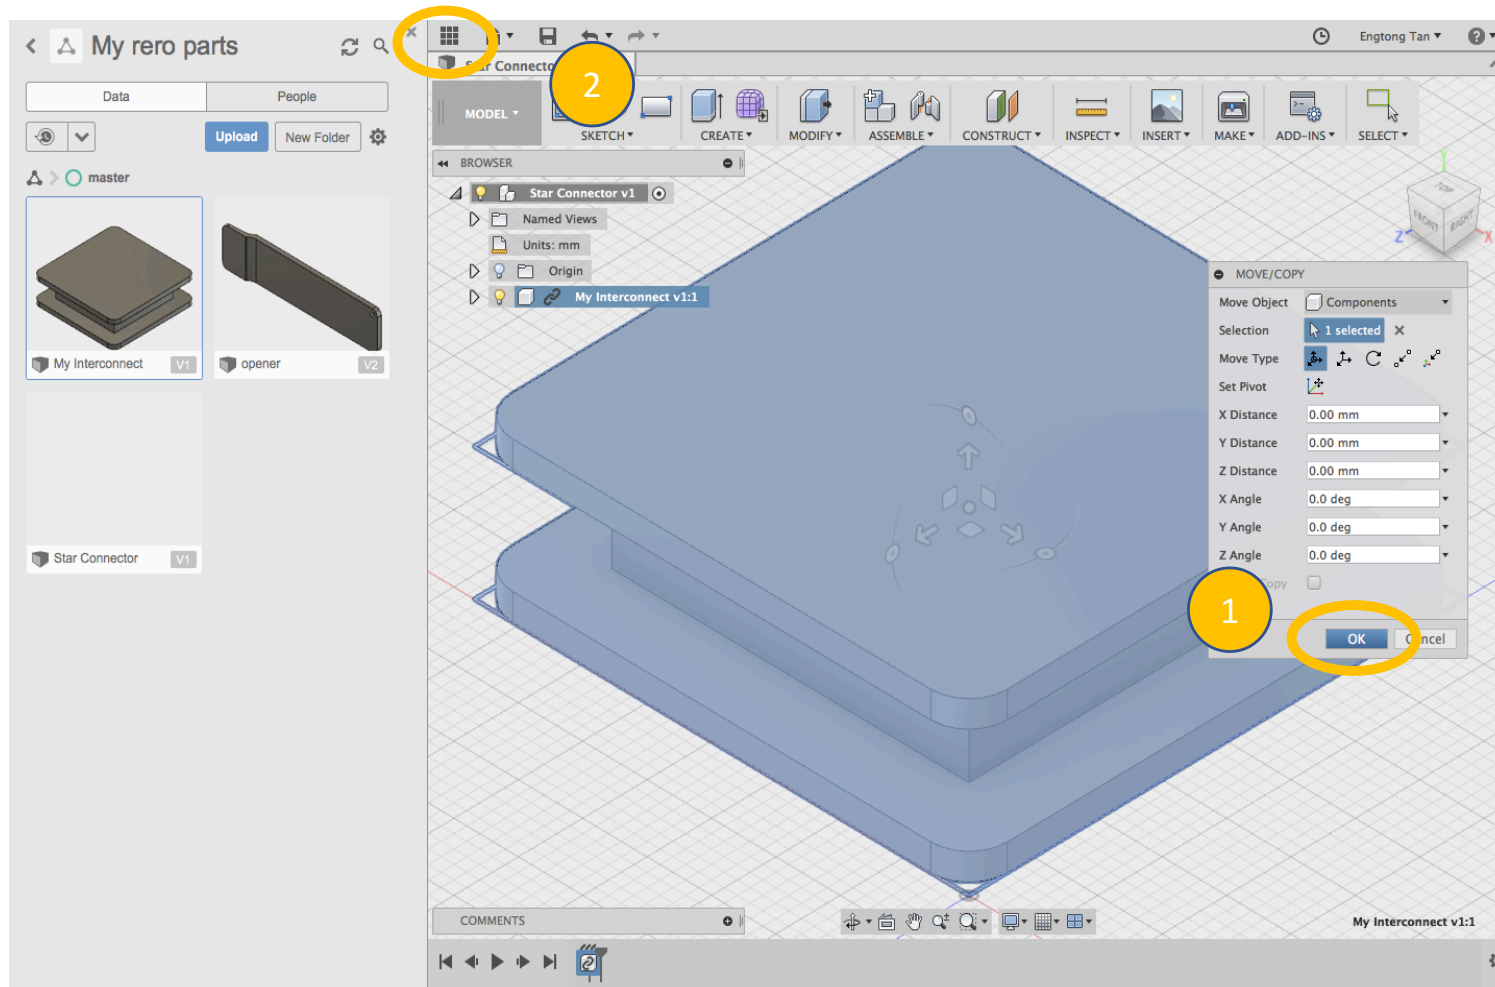 My rero parts
Data
People
Upload
New Folder
master
My Interconnect
V1
opener
V2
Star Connector
V1
Engtong Tan
?
2
MODEL
SKETCH
CREATE
MODIFY
ASSEMBLE
CONSTRUCT
INSPECT
INSERT
MAKE
ADD-INS
SELECT
BROWSER
Star Connector v1
Named Views
Units: mm
Origin
My Interconnect v1:1
TOP
FRONT
RIGHT
Y
Z
X
MOVE/COPY
Move Object
Components
Selection
1 selected
Move Type
Set Pivot
X Distance
0.00 mm
Y Distance
0.00 mm
Z Distance
0.00 mm
X Angle
0.0 deg
Y Angle
0.0 deg
Z Angle
0.0 deg
Copy
1
OK
COMMENTS
My Interconnect v1:1